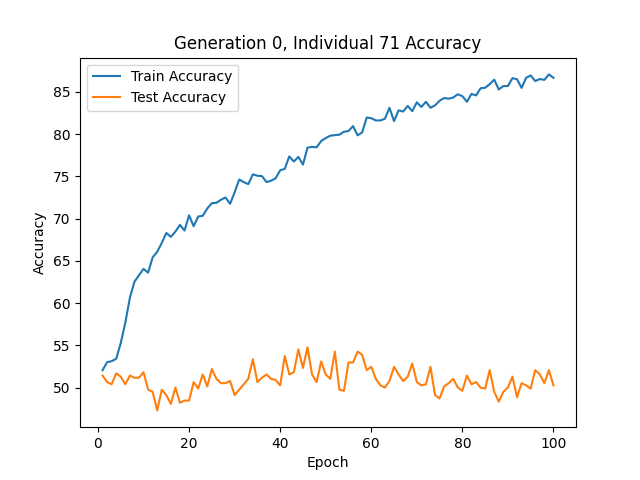 Generation 0, Individual 71 Accuracy
Train Accuracy
Test Accuracy
Accuracy
85
80
75
70
65
60
55
50
0 20 40 60 80 100
Epoch